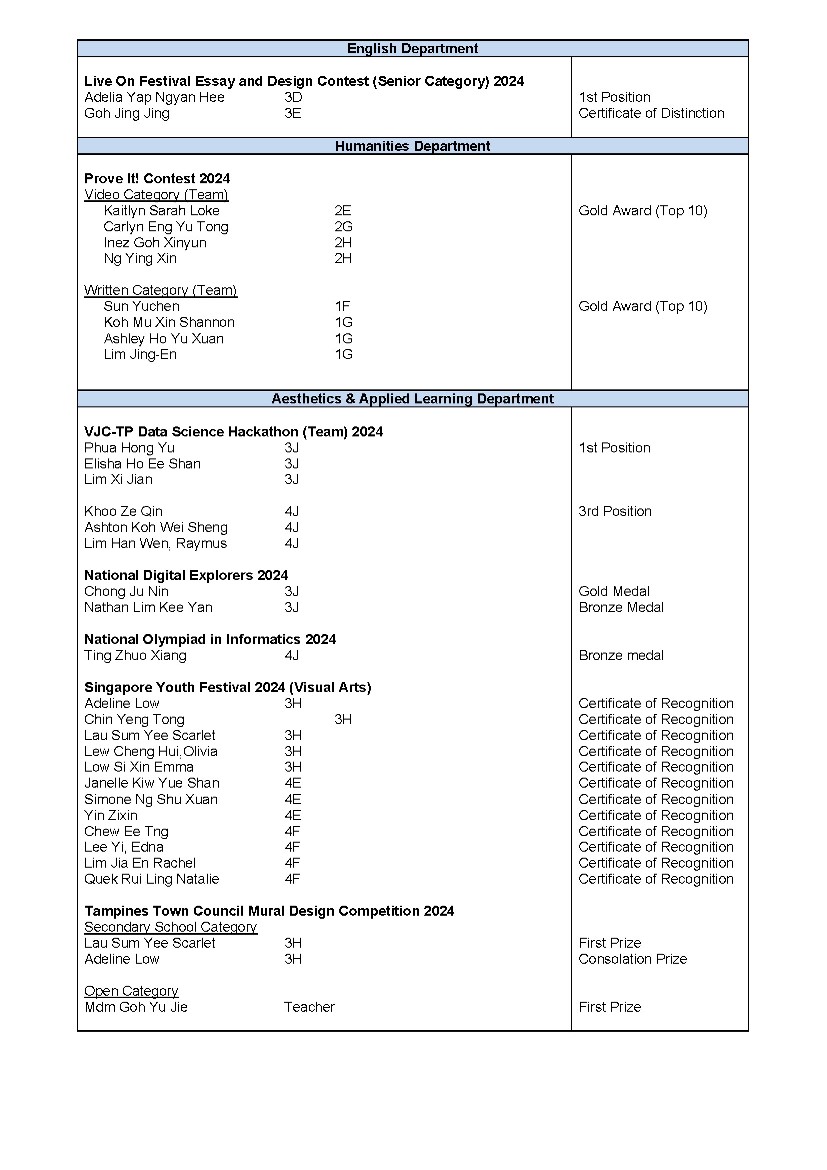 English Department
Live On Festival Essay and Design Contest (Senior Category) 2024
Adelia Yap Ngyan Hee 3D 1st Position
Goh Jing Jing 3E Certificate of Distinction
Humanities Department
Prove It! Contest 2024
Video Category (Team)
Kaitlyn Sarah Loke 2E Gold Award (Top 10)
Carlyn Eng Yu Tong 2G
Inez Goh Xinyun 2H
Ng Ying Xin 2H
Written Category (Team)
Sun Yuchen 1F Gold Award (Top 10)
Koh Mu Xin Shannon 1G
Ashley Ho Yu Xuan 1G
Lim Jing-En 1G
Aesthetics & Applied Learning Department
VJC-TP Data Science Hackathon (Team) 2024
Phua Hong Yu 3J 1st Position
Elisha Ho Ee Shan 3J
Lim Xi Jian 3J
Khoo Ze Qin 4J 3rd Position
Ashton Koh Wei Sheng 4J
Lim Han Wen, Raymus 4J
National Digital Explorers 2024
Chong Ju Nin 3J Gold Medal
Nathan Lim Kee Yan 3J Bronze Medal
National Olympiad in Informatics 2024
Ting Zhuo Xiang 4J Bronze medal
Singapore Youth Festival 2024 (Visual Arts)
Adeline Low 3H Certificate of Recognition
Chin Yeng Tong 3H Certificate of Recognition
Lau Sum Yee Scarlet 3H Certificate of Recognition
Lew Cheng Hui,Olivia 3H Certificate of Recognition
Low Si Xin Emma 3H Certificate of Recognition
Janelle Kiw Yue Shan 4E Certificate of Recognition
Simone Ng Shu Xuan 4E Certificate of Recognition
Yin Zixin 4E Certificate of Recognition
Chew Ee Tng 4F Certificate of Recognition
Lee Yi, Edna 4F Certificate of Recognition
Lim Jia En Rachel 4F Certificate of Recognition
Quek Rui Ling Natalie 4F Certificate of Recognition
Tampines Town Council Mural Design Competition 2024
Secondary School Category
Lau Sum Yee Scarlet 3H First Prize
Adeline Low 3H Consolation Prize
Open Category
Mdm Goh Yu Jie Teacher First Prize